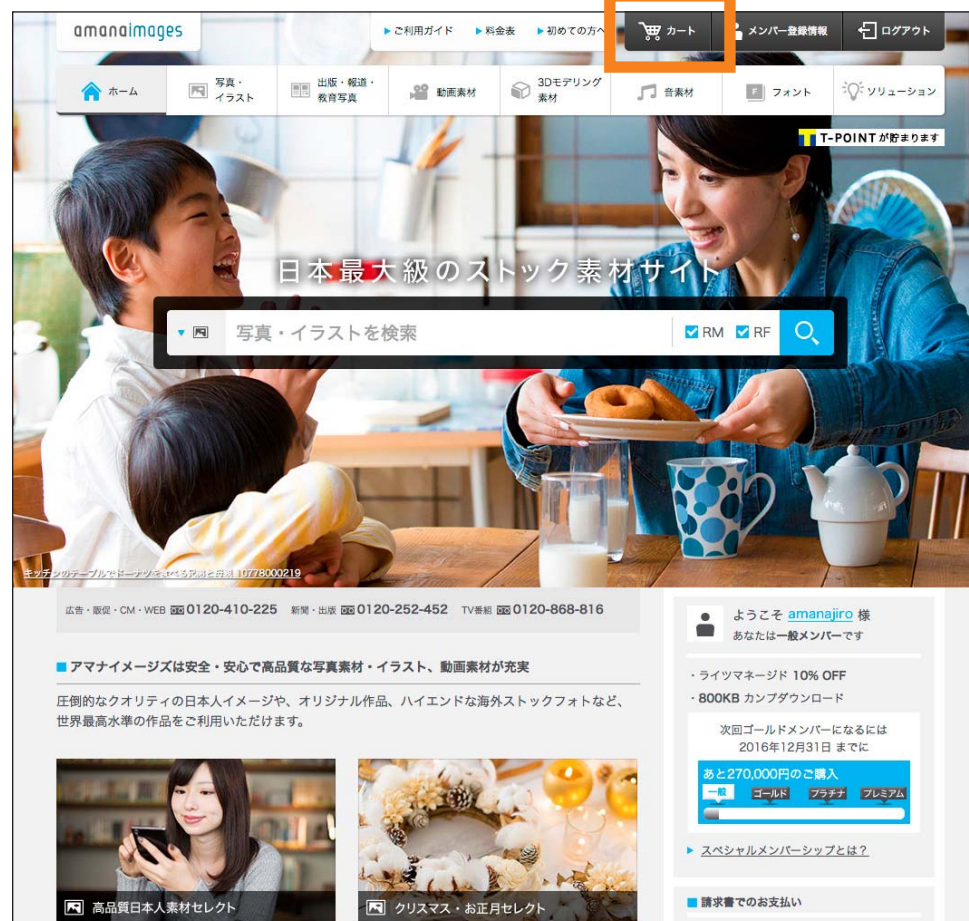 amanaimages
▶ご利用ガイド ▶料金表 ▶初めての方へ カート メンバー登録情報 ログアウト
ホーム
写真・
イラスト
出版・報道・
教育写真
動画素材
3Dモデリング
素材
音素材
F フォント
ソリューション
T T-POINTが貯まります
日本最大級のストック素材サイト
写真・イラストを検索 RM RF
10778000219
広告・販促・CM・WEB 0120-410-225 新聞・出版 0120-252-452 TV番組 0120-868-816
ようこそ amanajiro 様
あなたは一般メンバーです
・ライツマネージド 10% OFF
・800KB カンプダウンロード
次回ゴールドメンバーになるには
2016年12月31日 までに
あと270,000円のご購入
一般 ゴールド プラチナ プレミアム
▶ スペシャルメンバーシップとは？
■ 請求書でのお支払い
■ アマナイメージズは安全・安心で高品質な写真素材・イラスト、動画素材が充実
圧倒的なクオリティの日本人イメージや、オリジナル作品、ハイエンドな海外ストックフォトなど、
世界最高水準の作品をご利用いただけます。
高品質日本人素材セレクト
クリスマス・お正月セレクト